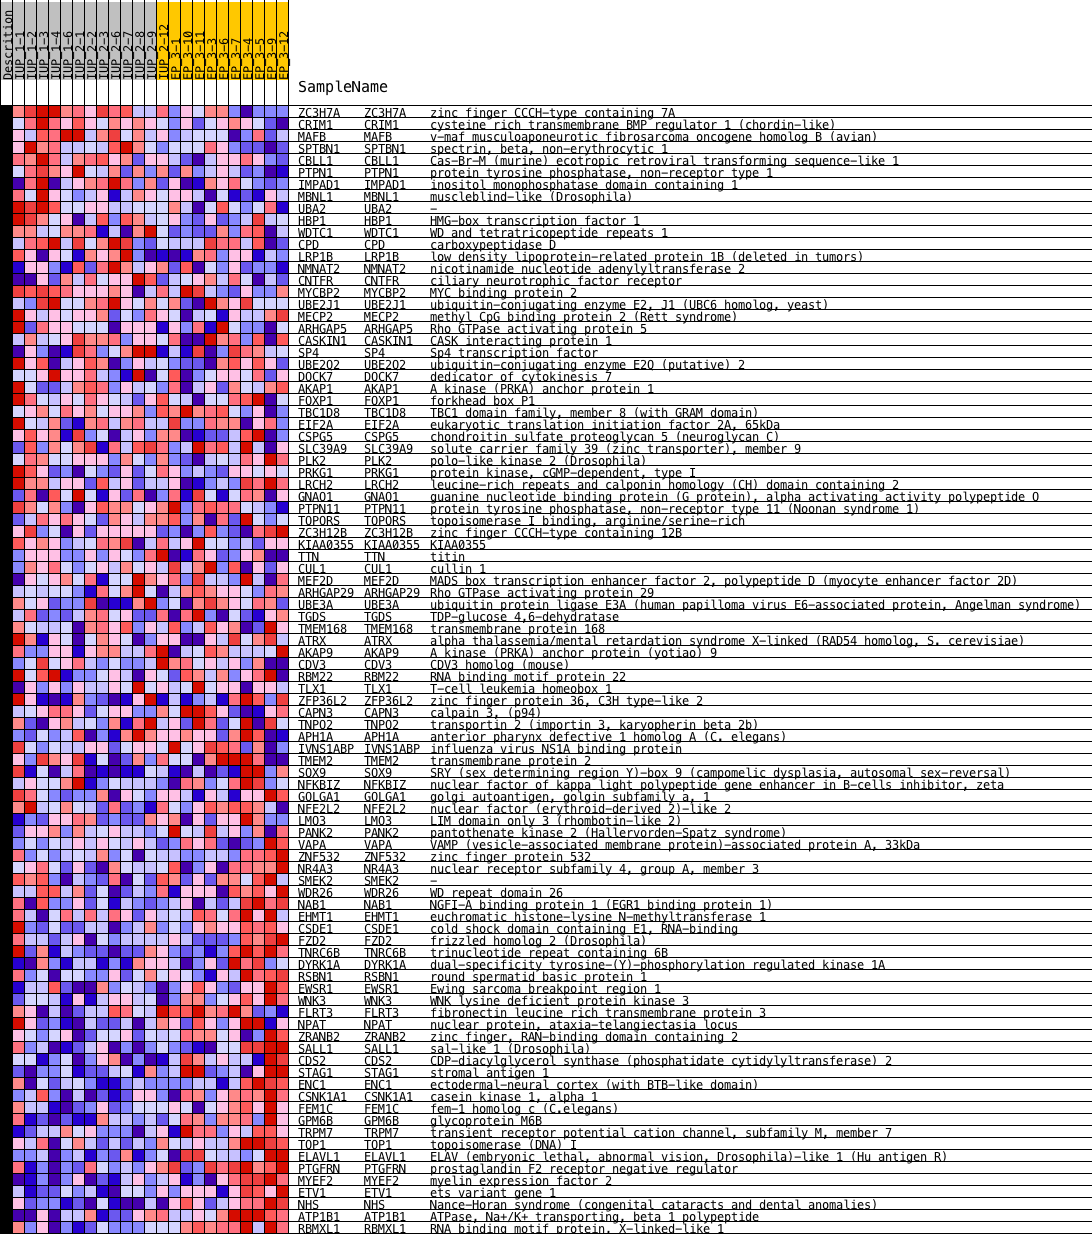 Descrition IUP_1-1 IUP_1-2 IUP_1-3 IUP_1-4 IUP_1-6 IUP_2-1 IUP_2-2 IUP_2-3 IUP_2-6 IUP_2-7 IUP_2-8 IUP_2-9 IUP_2-12 EP_3-1 EP_3-10 EP_3-11 EP_3-3 EP_3-6 EP_3-7 EP_3-4 EP_3-5 EP_3-9 EP_3-12
SampleName
ZC3H7A ZC3H7A zinc finger CCCH-type containing 7A
CRIM1 CRIM1 cysteine rich transmembrane BMP regulator 1 (chordin-like)
MAFB MAFB v-maf musculoaponeurotic fibrosarcoma oncogene homolog B (avian)
SPTBN1 SPTBN1 spectrin, beta, non-erythrocytic 1
CBLL1 CBLL1 Cas-Br-M (murine) ecotropic retroviral transforming sequence-like 1
PTPN1 PTPN1 protein tyrosine phosphatase, non-receptor type 1
IMPAD1 IMPAD1 inositol monophosphatase domain containing 1
MBNL1 MBNL1 muscleblind-like (Drosophila)
UBA2 UBA2 -
HBP1 HBP1 HMG-box transcription factor 1
WDTC1 WDTC1 WD and tetratricopeptide repeats 1
CPD CPD carboxypeptidase D
LRP1B LRP1B low density lipoprotein-related protein 1B (deleted in tumors)
NMNAT2 NMNAT2 nicotinamide nucleotide adenylyltransferase 2
CNTFR CNTFR ciliary neurotrophic factor receptor
MYCBP2 MYCBP2 MYC binding protein 2
UBE2J1 UBE2J1 ubiquitin-conjugating enzyme E2, J1 (UBC6 homolog, yeast)
MECP2 MECP2 methyl CpG binding protein 2 (Rett syndrome)
ARHGAP5 ARHGAP5 Rho GTPase activating protein 5
CASKIN1 CASKIN1 CASK interacting protein 1
SP4 SP4 Sp4 transcription factor
UBE2Q2 UBE2Q2 ubiquitin-conjugating enzyme E2Q (putative) 2
DOCK7 DOCK7 dedicator of cytokinesis 7
AKAP1 AKAP1 A kinase (PRKA) anchor protein 1
FOXP1 FOXP1 forkhead box P1
TBC1D8 TBC1D8 TBC1 domain family, member 8 (with GRAM domain)
EIF2A EIF2A eukaryotic translation initiation factor 2A, 65kDa
CSPG5 CSPG5 chondroitin sulfate proteoglycan 5 (neuroglycan C)
SLC39A9 SLC39A9 solute carrier family 39 (zinc transporter), member 9
PLK2 PLK2 polo-like kinase 2 (Drosophila)
PRKG1 PRKG1 protein kinase, cGMP-dependent, type I
LRCH2 LRCH2 leucine-rich repeats and calponin homology (CH) domain containing 2
GNAO1 GNAO1 guanine nucleotide binding protein (G protein), alpha activating activity polypeptide O
PTPN11 PTPN11 protein tyrosine phosphatase, non-receptor type 11 (Noonan syndrome 1)
TOPORS TOPORS topoisomerase I binding, arginine/serine-rich
ZC3H12B ZC3H12B zinc finger CCCH-type containing 12B
KIAA0355 KIAA0355 KIAA0355
TTN TTN titin
CUL1 CUL1 cullin 1
MEF2D MEF2D MADS box transcription enhancer factor 2, polypeptide D (myocyte enhancer factor 2D)
ARHGAP29 ARHGAP29 Rho GTPase activating protein 29
UBE3A UBE3A ubiquitin protein ligase E3A (human papilloma virus E6-associated protein, Angelman syndrome)
TGDS TGDS TDP-glucose 4,6-dehydratase
TMEM168 TMEM168 transmembrane protein 168
ATRX ATRX alpha thalassemia/mental retardation syndrome X-linked (RAD54 homolog, S. cerevisiae)
AKAP9 AKAP9 A kinase (PRKA) anchor protein (yotiao) 9
CDV3 CDV3 CDV3 homolog (mouse)
RBM22 RBM22 RNA binding motif protein 22
TLX1 TLX1 T-cell leukemia homeobox 1
ZFP36L2 ZFP36L2 zinc finger protein 36, C3H type-like 2
CAPN3 CAPN3 calpain 3, (p94)
TNPO2 TNPO2 transportin 2 (importin 3, karyopherin beta 2b)
APH1A APH1A anterior pharynx defective 1 homolog A (C. elegans)
IVNS1ABP IVNS1ABP influenza virus NS1A binding protein
TMEM2 TMEM2 transmembrane protein 2
SOX9 SOX9 SRY (sex determining region Y)-box 9 (campomelic dysplasia, autosomal sex-reversal)
NFKBIZ NFKBIZ nuclear factor of kappa light polypeptide gene enhancer in B-cells inhibitor, zeta
GOLGA1 GOLGA1 golgi autoantigen, golgin subfamily a, 1
NFE2L2 NFE2L2 nuclear factor (erythroid-derived 2)-like 2
LMO3 LMO3 LIM domain only 3 (rhombotin-like 2)
PANK2 PANK2 pantothenate kinase 2 (Hallervorden-Spatz syndrome)
VAPA VAPA VAMP (vesicle-associated membrane protein)-associated protein A, 33kDa
ZNF532 ZNF532 zinc finger protein 532
NR4A3 NR4A3 nuclear receptor subfamily 4, group A, member 3
SMEK2 SMEK2 -
WDR26 WDR26 WD repeat domain 26
NAB1 NAB1 NGFI-A binding protein 1 (EGR1 binding protein 1)
EHMT1 EHMT1 euchromatic histone-lysine N-methyltransferase 1
CSDE1 CSDE1 cold shock domain containing E1, RNA-binding
FZD2 FZD2 frizzled homolog 2 (Drosophila)
TNRC6B TNRC6B trinucleotide repeat containing 6B
DYRK1A DYRK1A dual-specificity tyrosine-(Y)-phosphorylation regulated kinase 1A
RSBN1 RSBN1 round spermatid basic protein 1
EWSR1 EWSR1 Ewing sarcoma breakpoint region 1
WNK3 WNK3 WNK lysine deficient protein kinase 3
FLRT3 FLRT3 fibronectin leucine rich transmembrane protein 3
NPAT NPAT nuclear protein, ataxia-telangiectasia locus
ZRANB2 ZRANB2 zinc finger, RAN-binding domain containing 2
SALL1 SALL1 sal-like 1 (Drosophila)
CDS2 CDS2 CDP-diacylglycerol synthase (phosphatidate cytidylyltransferase) 2
STAG1 STAG1 stromal antigen 1
ENC1 ENC1 ectodermal-neural cortex (with BTB-like domain)
CSNK1A1 CSNK1A1 casein kinase 1, alpha 1
FEM1C FEM1C fem-1 homolog c (C.elegans)
GPM6B GPM6B glycoprotein M6B
TRPM7 TRPM7 transient receptor potential cation channel, subfamily M, member 7
TOP1 TOP1 topoisomerase (DNA) I
ELAVL1 ELAVL1 ELAV (embryonic lethal, abnormal vision, Drosophila)-like 1 (Hu antigen R)
PTGFRN PTGFRN prostaglandin F2 receptor negative regulator
MYEF2 MYEF2 myelin expression factor 2
ETV1 ETV1 ets variant gene 1
NHS NHS Nance-Horan syndrome (congenital cataracts and dental anomalies)
ATP1B1 ATP1B1 ATPase, Na+/K+ transporting, beta 1 polypeptide
RBMXL1 RBMXL1 RNA binding motif protein, X-linked-like 1